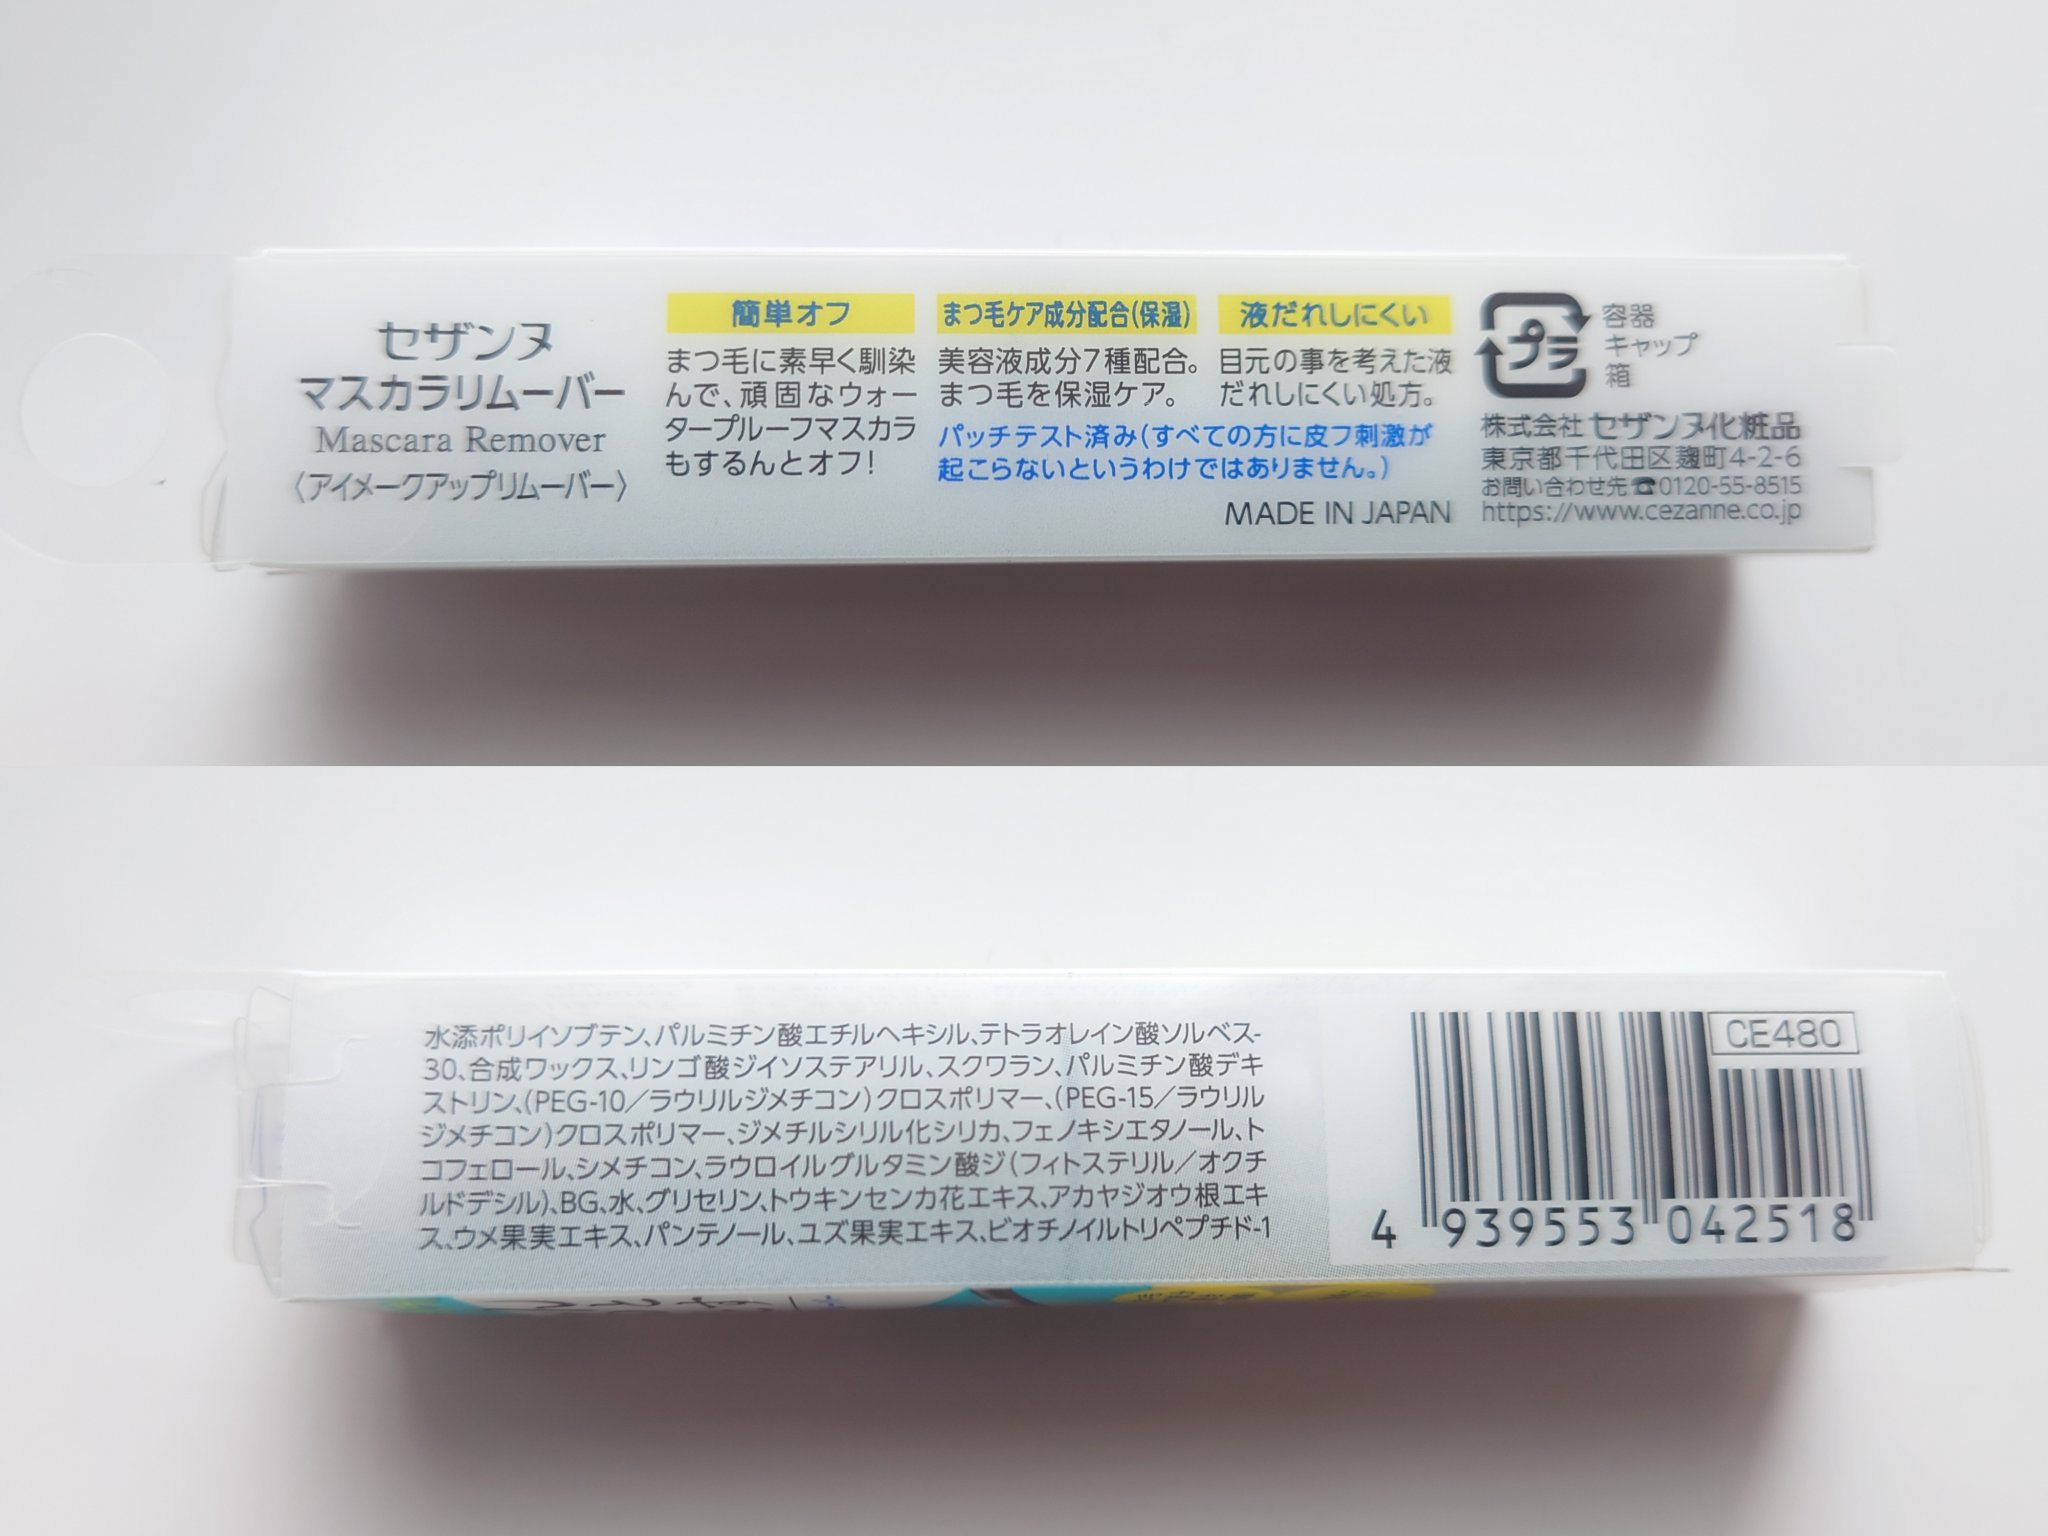 セザンヌ
マスカラリムーバー
Mascara Remover
〈アイメークアップリムーバー〉
簡単オフ
まつ毛に素早く馴染
んで、頑固なウォー
タープルーフマスカラ
もするんとオフ!
まつ毛ケア成分配合(保湿)
美容液成分7種配合。
まつ毛を保湿ケア。
液だれしにくい
目元の事を考えた液
だれしにくい処方。
パッチテスト済み(すべての方に皮フ刺激が
起こらないというわけではありません。)
MADE IN JAPAN
プラ
容器
キャップ
箱
株式会社 セザンヌ化粧品
東京都千代田区麹町4-2-6
お問い合わせ先☎0120-55-8515
https://www.cezanne.co.jp
水添ポリイソブテン、パルミチン酸エチルヘキシル、テトラオレイン酸ソルベス-
30、合成ワックス、リンゴ酸ジイソステアリル、スクワラン、パルミチン酸デキ
ストリン、(PEG-10/ラウリルジメチコン)クロスポリマー、(PEG-15/ラウリル
ジメチコン)クロスポリマー、ジメチルシリル化シリカ、フェノキシエタノール、ト
コフェロール、シメチコン、ラウロイルグルタミン酸ジ(フィトステリル/オクチ
ルドデシル)、BG、水、グリセリン、トウキンセンカ花エキス、アカヤジオウ根エキ
ス、ウメ果実エキス、パンテノール、ユズ果実エキス、ビオチノイルトリペプチド-1
CE480
4 939553 042518